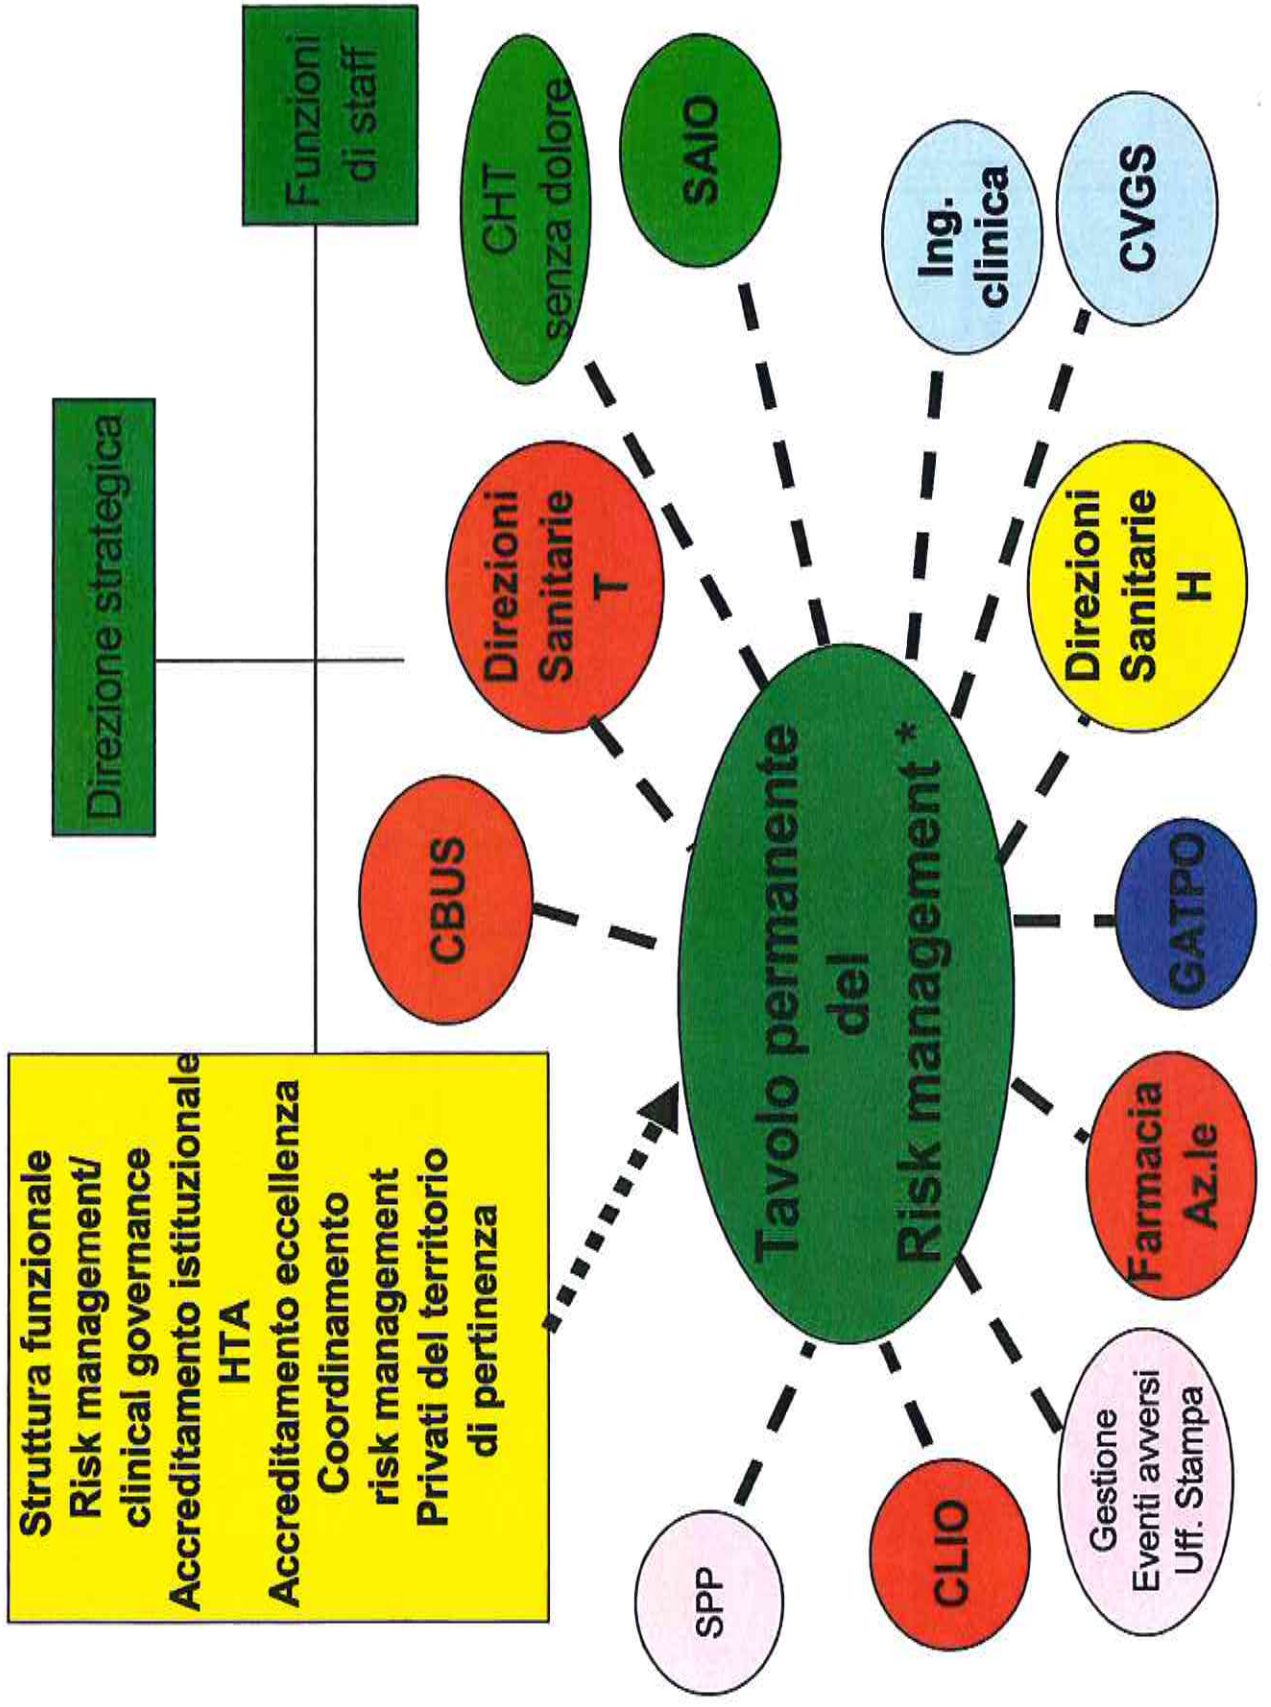 Direzione strategica
Struttura funzionale
Risk management/
clinical governance
Accreditamento istituzionale
HTA
Accreditamento eccellenza
Coordinamento
risk management
Privati del territorio
di pertinenza
Funzioni
di staff
CBUS
Direzioni
Sanitarie
T
CHT
senza dolore
SAIO
SPP
Tavolo permanente
del
Risk management *
Ing.
clinica
CLIO
CVGS
Gestione
Eventi avversi
Uff. Stampa
Farmacia
Az.le
GATPO
Direzioni
Sanitarie
H